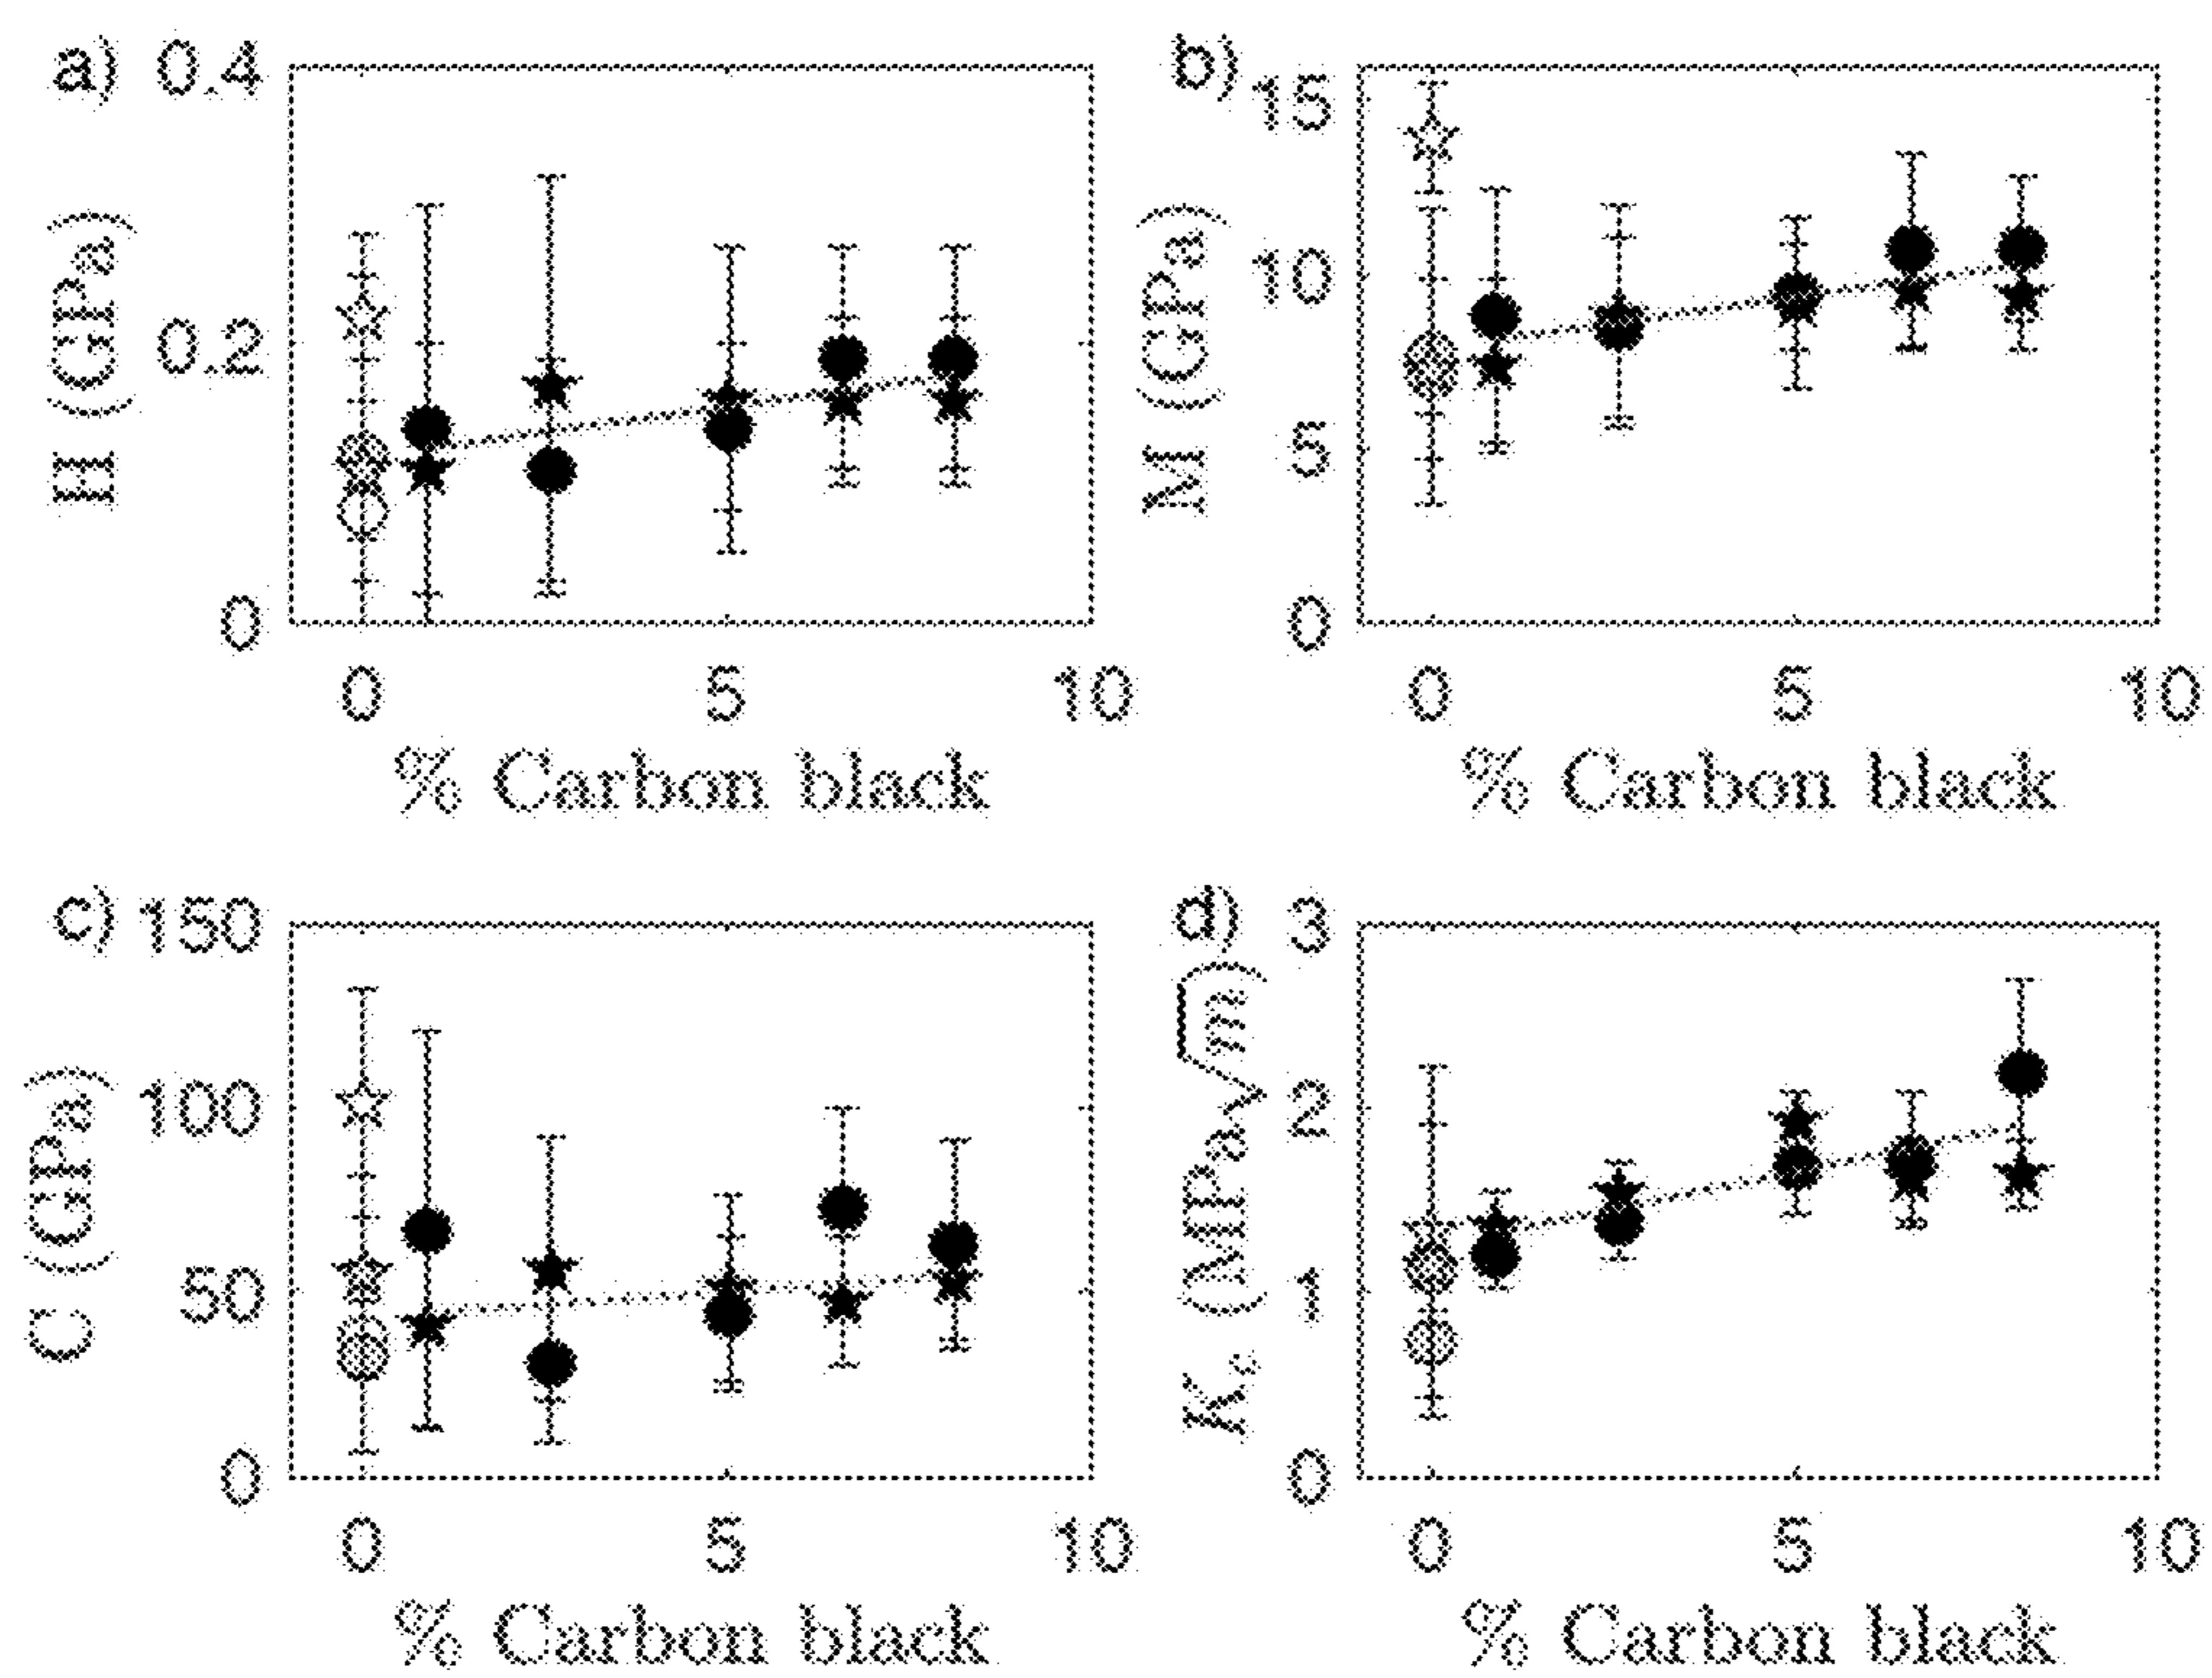 a) 0.4
0.2
0
H (GPa)
0 5 10
% Carbon black
b) 15
10
5
0
M (GPa)
0 5 10
% Carbon black
c) 150
100
50
0
C (GPa)
0 5 10
% Carbon black
d) 3
2
1
0
K_c (MPa√m)
0 5 10
% Carbon black